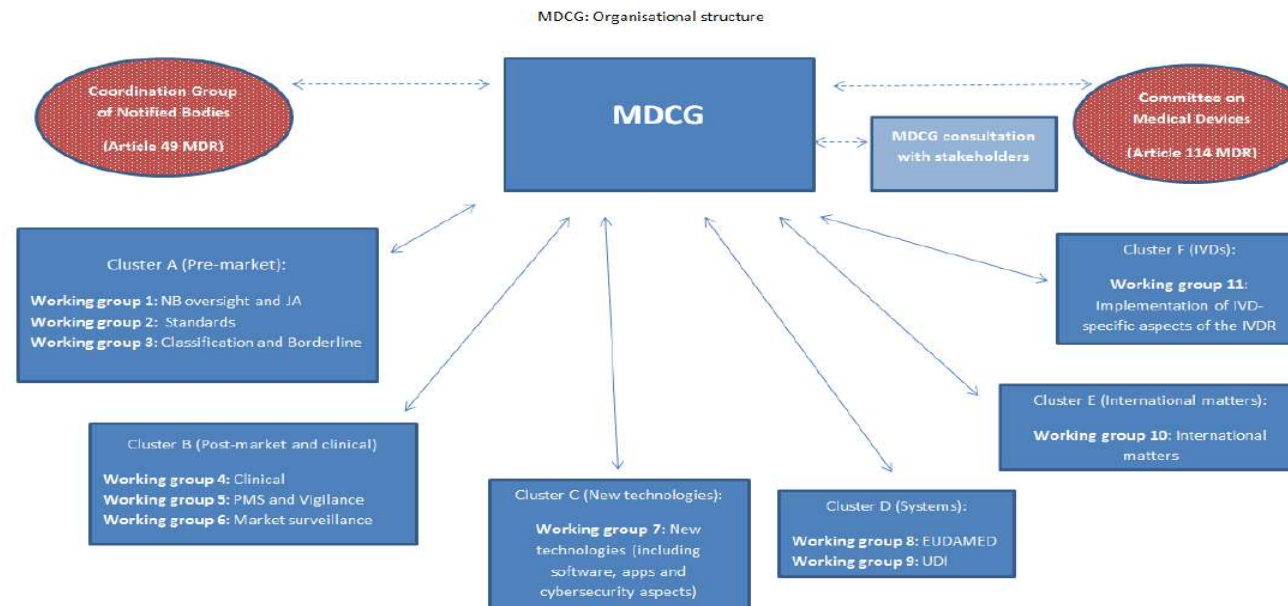 MDCG: Organisational structure
Coordination Group
of Notified Bodies
(Article 49 MDR)
MDCG
MDCG consultation
with stakeholders
Committee on
Medical Devices
(Article 114 MDR)
Cluster A (Pre-market):
Working group 1: NB oversight and JA
Working group 2: Standards
Working group 3: Classification and Borderline
Cluster B (Post-market and clinical)
Working group 4: Clinical
Working group 5: PMS and Vigilance
Working group 6: Market surveillance
Cluster C (New technologies):
Working group 7: New
technologies (including
software, apps and
cybersecurity aspects)
Cluster D (Systems):
Working group 8: EUDAMED
Working group 9: UDI
Cluster E (International matters):
Working group 10: International
matters
Cluster F (IVDs):
Working group 11:
Implementation of IVD-
specific aspects of the IVDR